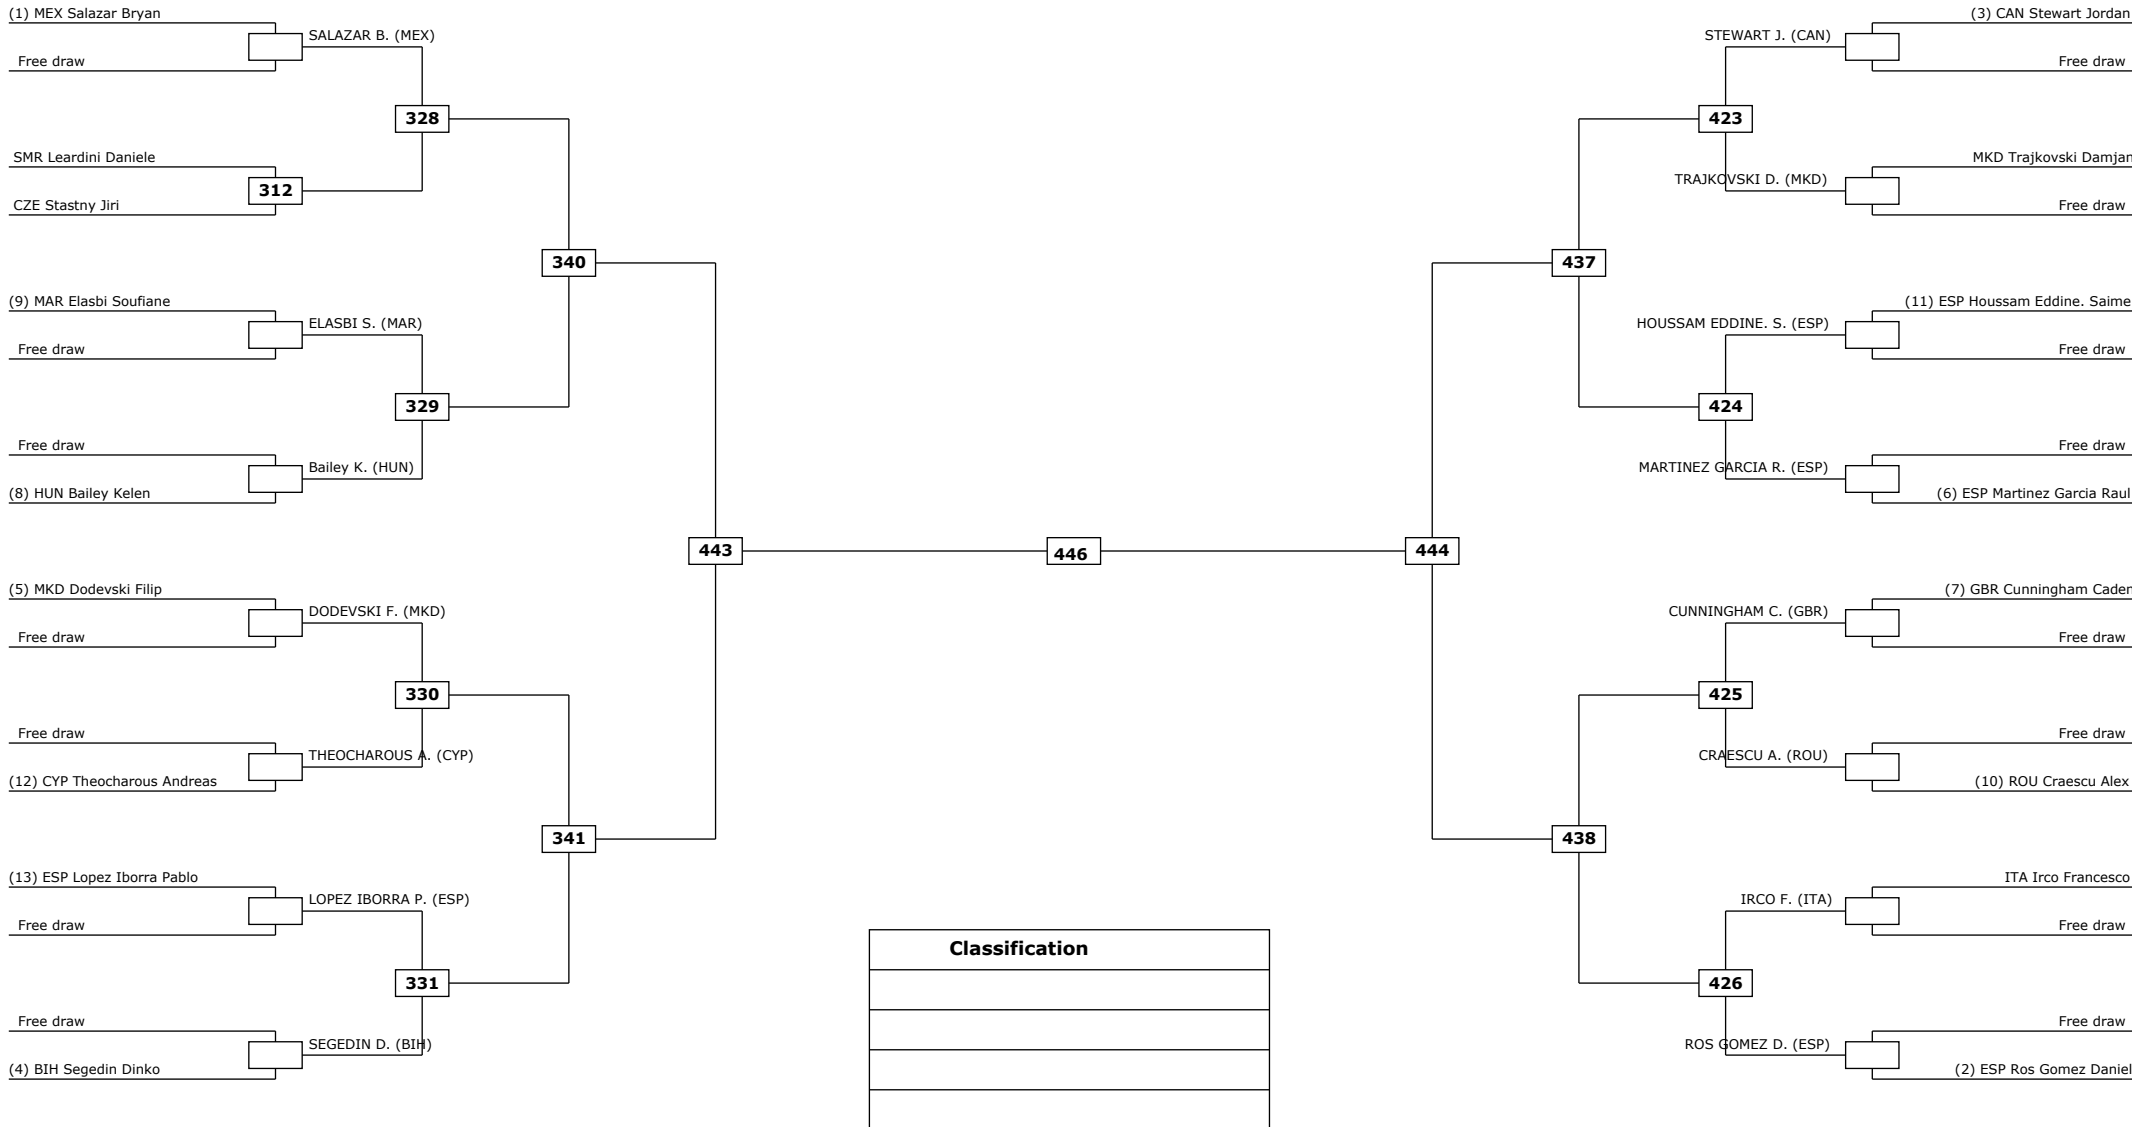 (1) MEX Salazar Bryan
SALAZAR B. (MEX)
Free draw
328
SMR Leardini Daniele
312
CZE Stastny Jiri
340
(9) MAR Elasbi Soufiane
ELASBI S. (MAR)
Free draw
329
Free draw
Bailey K. (HUN)
(8) HUN Bailey Kelen
443
(5) MKD Dodevski Filip
DODEVSKI F. (MKD)
Free draw
330
Free draw
THEOCHAROUS A. (CYP)
(12) CYP Theocharous Andreas
341
(13) ESP Lopez Iborra Pablo
LOPEZ IBORRA P. (ESP)
Free draw
331
Free draw
SEGEDIN D. (BIH)
(4) BIH Segedin Dinko
446
Classification
(3) CAN Stewart Jordan
STEWART J. (CAN)
Free draw
423
MKD Trajkovski Damjan
TRAJKOVSKI D. (MKD)
Free draw
437
(11) ESP Houssam Eddine. Saime
HOUSSAM EDDINE. S. (ESP)
Free draw
424
Free draw
MARTINEZ GARCIA R. (ESP)
(6) ESP Martinez Garcia Raul
444
(7) GBR Cunningham Caden
CUNNINGHAM C. (GBR)
Free draw
425
Free draw
CRAESCU A. (ROU)
(10) ROU Craescu Alex
438
ITA Irco Francesco
IRCO F. (ITA)
Free draw
426
Free draw
ROS GOMEZ D. (ESP)
(2) ESP Ros Gomez Daniel